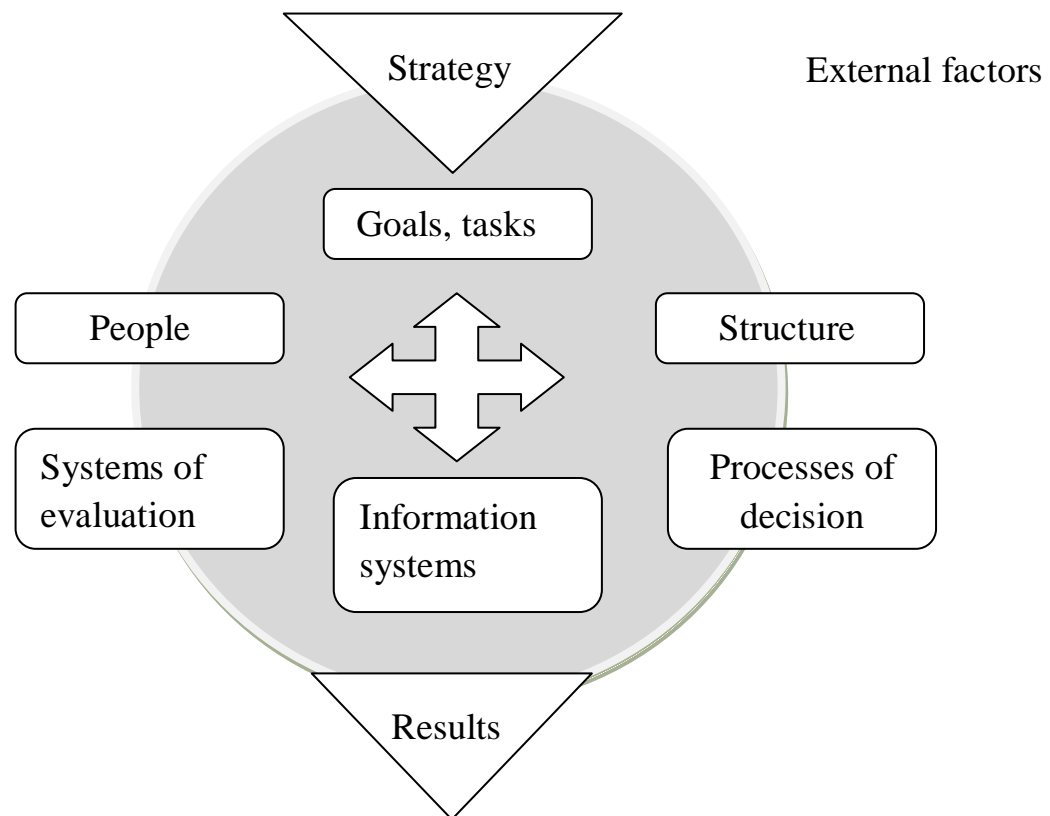 Strategy
External factors
Goals, tasks
People
Structure
Systems of
evaluation
Information
systems
Processes of
decision
Results